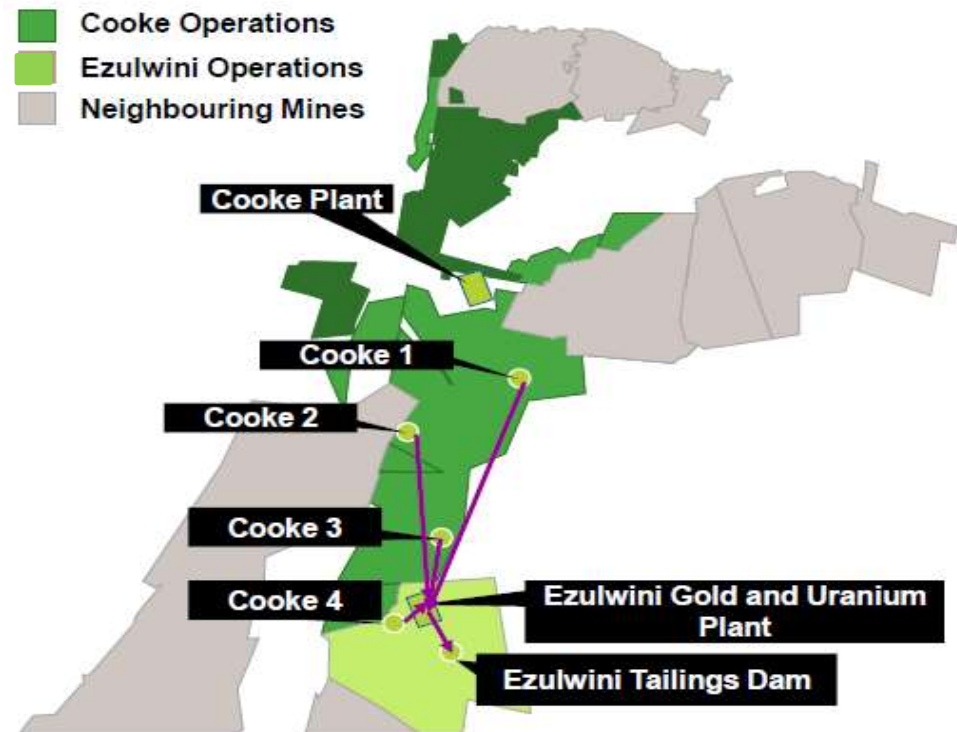 Cooke Operations
Ezulwini Operations
Neighbouring Mines
Cooke Plant
Cooke 1
Cooke 2
Cooke 3
Cooke 4
Ezulwini Gold and Uranium
Plant
Ezulwini Tailings Dam